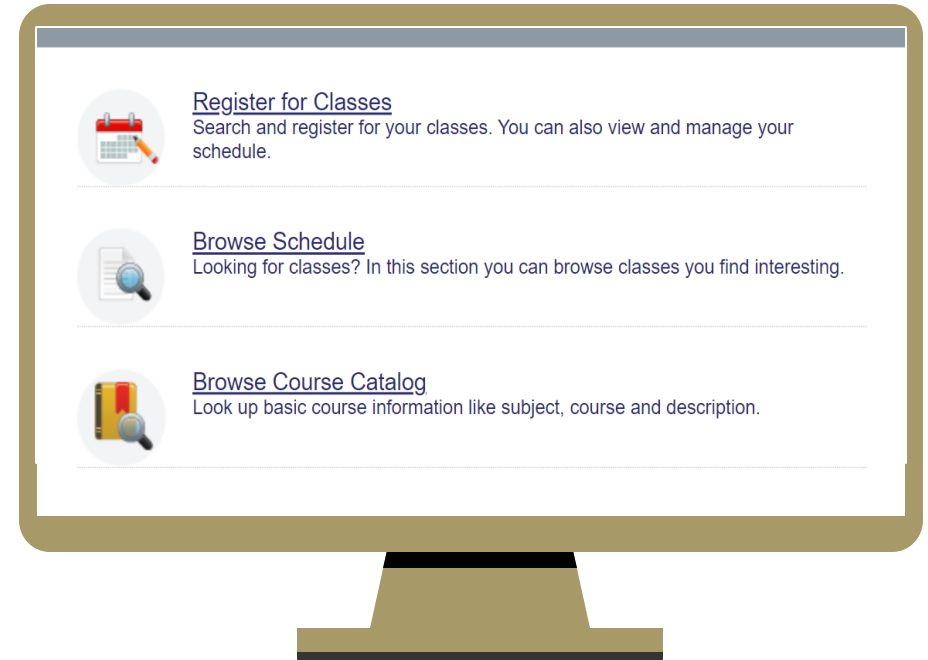 Register for Classes
Search and register for your classes. You can also view and manage your
schedule.
Browse Schedule
Looking for classes? In this section you can browse classes you find interesting.
Browse Course Catalog
Look up basic course information like subject, course and description.